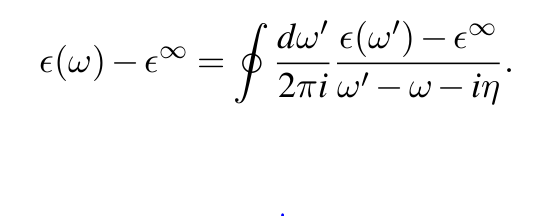 ϵ(ω) − ϵ^∞ = ∮ dω′/2πi ϵ(ω′) − ϵ^∞/ω′ − ω − iη.